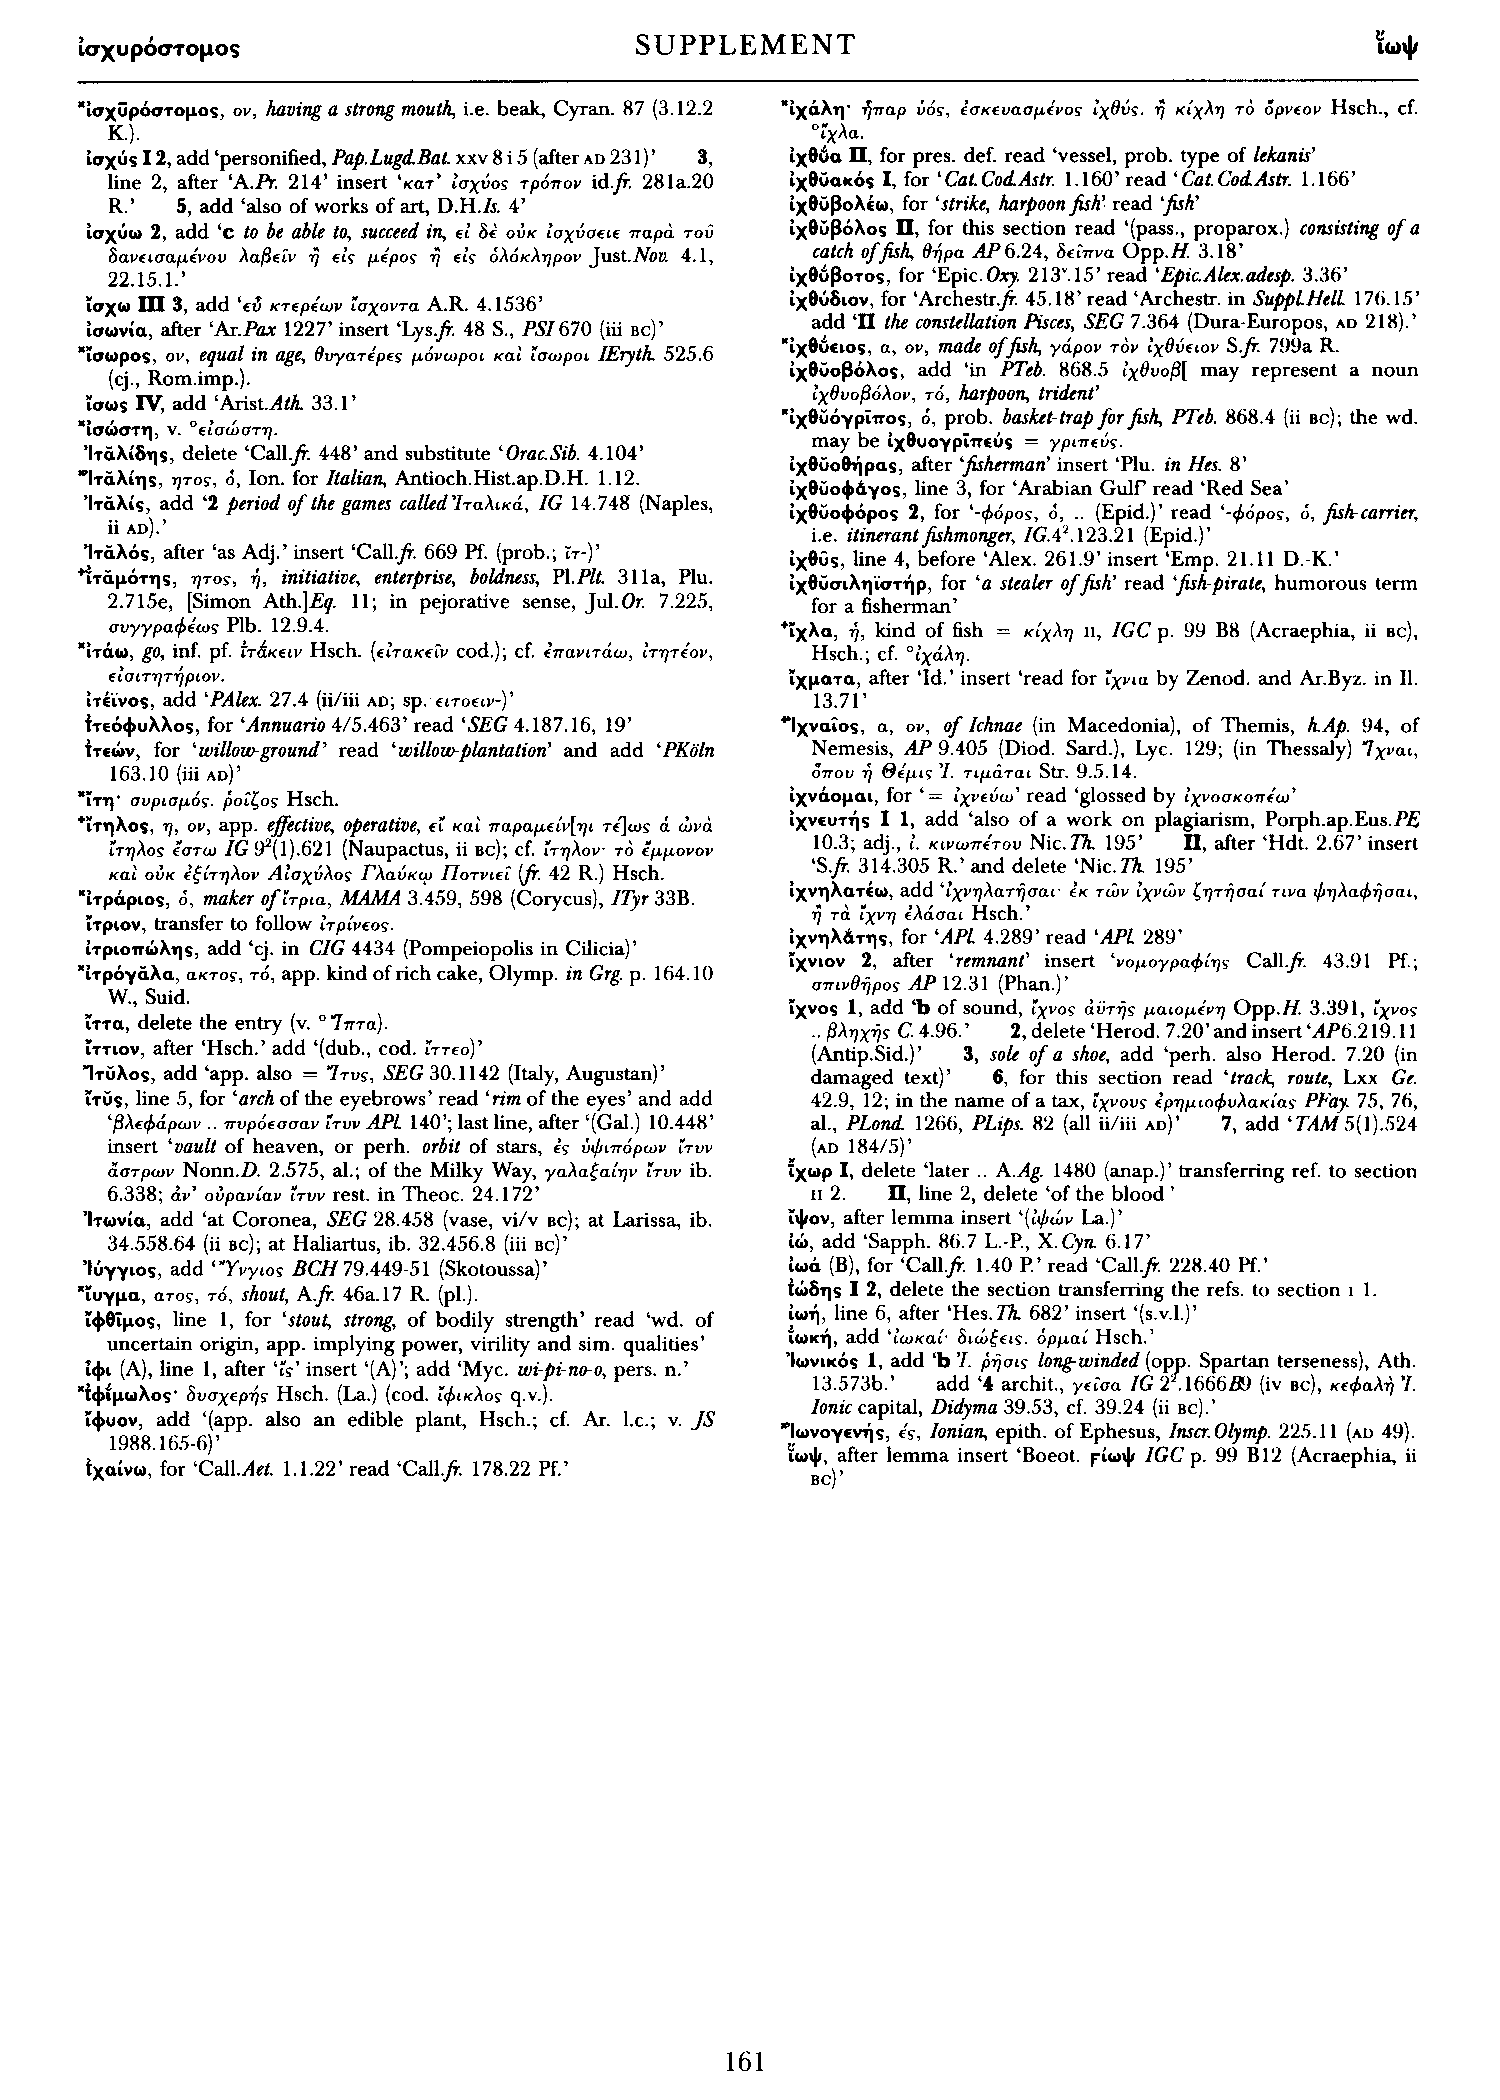 ἰσχυρόστομος
SUPPLEMENT
ἴωψ
*ἰσχῡρόστομος, ον, having a strong mouth, i.e. beak, Cyran. 87 (3.12.2
K.).
ἰσχύς I 2, add ‘personified, Pap.Lugd.Bat. xxv 8 i 5 (after AD 231)’ 3,
line 2, after ‘A.Pr. 214’ insert ‘κατ’ ἰσχύος τρόπον id.fr. 281a.20
R.’ 5, add ‘also of works of art, D.H.Is. 4’
ἰσχύω 2, add ‘c to be able to, succeed in, εἰ δὲ οὐκ ἰσχύσειε παρὰ τοῦ
δανεισαμένου λαβεῖν ἢ εἰς μέρος ἢ εἰς ὁλόκληρον Just.Nov. 4.1,
22.15.1.’
ἴσχω III 3, add ‘εὖ κτερέων ἴσχοντα A.R. 4.1536’
ἰσωνία, after ‘Ar.Pax 1227’ insert ‘Lys.fr. 48 S., PSI 670 (iii BC)’
*ἴσωρος, ον, equal in age, θυγατέρες μόνωροι καὶ ἴσωροι IEryth. 525.6
(cj., Rom.imp.).
ἴσως IV, add ‘Arist.Ath. 33.1’
*ἰσώστη, v. °εἰσώστη.
Ἰτᾰλίδης, delete ‘Call.fr. 448’ and substitute ‘Orac.Sib. 4.104’
*Ἰτᾰλίης, ητος, ὁ, Ion. for Italian, Antioch.Hist.ap.D.H. 1.12.
Ἰτᾰλίς, add ‘2 period of the games called Ἰταλικά, IG 14.748 (Naples,
ii AD).’
Ἰτᾰλός, after ‘as Adj.’ insert ‘Call.fr. 669 Pf. (prob.; ῑτ-)’
⁺ἰτᾰμότης, ητος, ἡ, initiative, enterprise, boldness, Pl.Plt. 311a, Plu.
2.715e, [Simon Ath.]Eq. 11; in pejorative sense, Jul.Or. 7.225,
συγγραφέως Plb. 12.9.4.
*ἰτάω, go, inf. pf. ἰτᾱ́κειν Hsch. (εἰτακεῖν cod.); cf. ἐπανιτάω, ἰτητέον,
εἰσιτητήριον.
ἰτέϊνος, add ‘PAlex. 27.4 (ii/iii AD; sp. ειτοειν-)’
ἰτεόφυλλος, for ‘Annuario 4/5.463’ read ‘SEG 4.187.16, 19’
ἰτεών, for ‘willow-ground’ read ‘willow-plantation’ and add ‘PKöln
163.10 (iii AD)’
*ἴτη· συρισμός. ῥοῖζος Hsch.
⁺ἴτηλος, η, ον, app. effective, operative, εἴ καὶ παραμείν[ηι τέ]ως ἁ ὠνὰ
ἴτηλος ἔστω IG 9²(1).621 (Naupactus, ii BC); cf. ἴτηλον· τὸ ἔμμονον
καὶ οὐκ ἐξίτηλον Αἰσχύλος Γλαύκῳ Ποτνιεῖ (fr. 42 R.) Hsch.
*ἰτράριος, ὁ, maker of ἴτρια, MAMA 3.459, 598 (Corycus), ITyr 33B.
ἴτριον, transfer to follow ἰτρίνεος.
ἰτριοπώλης, add ‘cj. in CIG 4434 (Pompeiopolis in Cilicia)’
*ἰτρόγᾰλα, ακτος, τό, app. kind of rich cake, Olymp. in Grg. p. 164.10
W., Suid.
ἴττα, delete the entry (v. °Ἵπτα).
ἴττιον, after ‘Hsch.’ add ‘(dub., cod. ἴττεο)’
Ἴτῠλος, add ‘app. also = Ἴτυς, SEG 30.1142 (Italy, Augustan)’
ἴτῠς, line 5, for ‘arch of the eyebrows’ read ‘rim of the eyes’ and add
‘βλεφάρων .. πυρόεσσαν ἴτυν APl. 140’; last line, after ‘(Gal.) 10.448’
insert ‘vault of heaven, or perh. orbit of stars, ἐς ὑψιπόρων ἴτυν
ἄστρων Nonn.D. 2.575, al.; of the Milky Way, γαλαξαίην ἴτυν ib.
6.338; ἀν’ οὐρανίαν ἴτυν rest. in Theoc. 24.172’
Ἰτωνία, add ‘at Coronea, SEG 28.458 (vase, vi/v BC); at Larissa, ib.
34.558.64 (ii BC); at Haliartus, ib. 32.456.8 (iii BC)’
Ἰύγγιος, add ‘Ὕνγιος BCH 79.449-51 (Skotoussa)’
*ἴυγμα, ατος, τό, shout, A.fr. 46a.17 R. (pl.).
ἴφθῑμος, line 1, for ‘stout, strong, of bodily strength’ read ‘wd. of
uncertain origin, app. implying power, virility and sim. qualities’
ἶφι (A), line 1, after ‘ἴς’ insert ‘(A)’; add ‘Myc. wi-pi-no-o, pers. n.’
*ἰφίμωλος· δυσχερής Hsch. (La.) (cod. ἴφικλος q.v.).
ἴφυον, add ‘(app. also an edible plant, Hsch.; cf. Ar. l.c.; v. JS
1988.165-6)’
ἰχαίνω, for ‘Call.Aet. 1.1.22’ read ‘Call.fr. 178.22 Pf.’
*ἰχάλη· ἧπαρ ὑός, ἐσκευασμένος ἰχθύς. ἢ κίχλη τὸ ὄρνεον Hsch., cf.
°ἴχλα.
ἰχθύα II, for pres. def. read ‘vessel, prob. type of lekanis’
ἰχθῠακός I, for ‘Cat.Cod.Astr. 1.160’ read ‘Cat.Cod.Astr. 1.166’
ἰχθῠβολέω, for ‘strike, harpoon fish’ read ‘fish’
ἰχθῠβόλος II, for this section read ‘(pass., proparox.) consisting of a
catch of fish, θήρα AP 6.24, δεῖπνα Opp.H. 3.18’
ἰχθύβοτος, for ‘Epic.Oxy. 213ᵛ.15’ read ‘Epic.Alex.adesp. 3.36’
ἰχθύδιον, for ‘Archestr.fr. 45.18’ read ‘Archestr. in Suppl.Hell. 176.15’
add ‘II the constellation Pisces, SEG 7.364 (Dura-Europos, AD 218).’
*ἰχθύειος, α, ον, made of fish, γάρον τὸν ἰχθύειον S.fr. 799a R.
ἰχθῠοβόλος, add ‘in PTeb. 868.5 ἰχθυοβ[ may represent a noun
ἰχθυοβόλον, τό, harpoon, trident’
*ἰχθῠόγρῑπος, ὁ, prob. basket-trap for fish, PTeb. 868.4 (ii BC); the wd.
may be ἰχθυογρῑπεύς = γριπεύς.
ἰχθῠοθήρας, after ‘fisherman’ insert ‘Plu. in Hes. 8’
ἰχθῠοφάγος, line 3, for ‘Arabian Gulf’ read ‘Red Sea’
ἰχθῠοφόρος 2, for ‘-φόρος, ὁ, .. (Epid.)’ read ‘-φόρος, ὁ, fish-carrier,
i.e. itinerant fishmonger, IG.4².123.21 (Epid.)’
ἰχθῦς, line 4, before ‘Alex. 261.9’ insert ‘Emp. 21.11 D.-K.’
ἰχθῠσιληϊστήρ, for ‘a stealer of fish’ read ‘fish-pirate, humorous term
for a fisherman’
⁺ἴχλα, ἡ, kind of fish = κίχλη II, IGC p. 99 B8 (Acraephia, ii BC),
Hsch.; cf. °ἰχάλη.
ἴχματα, after ‘Id.’ insert ‘read for ἴχνια by Zenod. and Ar.Byz. in Il.
13.71’
⁺Ἰχναῖος, α, ον, of Ichnae (in Macedonia), of Themis, h.Ap. 94, of
Nemesis, AP 9.405 (Diod. Sard.), Lyc. 129; (in Thessaly) Ἴχναι,
ὅπου ἡ Θέμις Ἰ. τιμᾶται Str. 9.5.14.
ἰχνάομαι, for ‘= ἰχνεύω’ read ‘glossed by ἰχνοσκοπέω’
ἰχνευτής I 1, add ‘also of a work on plagiarism, Porph.ap.Eus.PE
10.3; adj., ἰ. κινωπέτου Nic.Th. 195’ II, after ‘Hdt. 2.67’ insert
‘S.fr. 314.305 R.’ and delete ‘Nic.Th. 195’
ἰχνηλατέω, add ‘ἰχνηλατῆσαι· ἐκ τῶν ἰχνῶν ζητῆσαί τινα ψηλαφῆσαι,
ἢ τὰ ἴχνη ἐλάσαι Hsch.’
ἰχνηλάτης, for ‘APl. 4.289’ read ‘APl. 289’
ἴχνιον 2, after ‘remnant’ insert ‘νομογραφίης Call.fr. 43.91 Pf.;
σπινθῆρος AP 12.31 (Phan.)’
ἴχνος 1, add ‘b of sound, ἴχνος ἀϋτῆς μαιομένη Opp.H. 3.391, ἴχνος
.. βληχῆς C. 4.96.’ 2, delete ‘Herod. 7.20’ and insert ‘AP 6.219.11
(Antip.Sid.)’ 3, sole of a shoe, add ‘perh. also Herod. 7.20 (in
damaged text)’ 6, for this section read ‘track, route, Lxx Ge.
42.9, 12; in the name of a tax, ἴχνους ἐρημιοφυλακίας PFay. 75, 76,
al., PLond. 1266, PLips. 82 (all ii/iii AD)’ 7, add ‘TAM 5(1).524
(AD 184/5)’
ἴχωρ I, delete ‘later .. A.Ag. 1480 (anap.)’ transferring ref. to section
II 2. II, line 2, delete ‘of the blood ’
ἴψον, after lemma insert ‘(ἰψών La.)’
ἰώ, add ‘Sapph. 86.7 L.-P., X.Cyn. 6.17’
ἰωά (B), for ‘Call.fr. 1.40 P.’ read ‘Call.fr. 228.40 Pf.’
ἰώδης I 2, delete the section transferring the refs. to section I 1.
ἰωή, line 6, after ‘Hes.Th. 682’ insert ‘(s.v.l.)’
ἰωκή, add ‘ἰωκαί· διώξεις. ὁρμαί Hsch.’
Ἰωνικός 1, add ‘b Ἰ. ῥῆσις long-winded (opp. Spartan terseness), Ath.
13.573b.’ add ‘4 archit., γεῖσα IG 2².1666B9 (iv BC), κεφαλὴ Ἰ.
Ionic capital, Didyma 39.53, cf. 39.24 (ii BC).’
*Ἰωνογενής, ές, Ionian, epith. of Ephesus, Inscr.Olymp. 225.11 (AD 49).
ἴωψ, after lemma insert ‘Boeot. ϝίωψ IGC p. 99 B12 (Acraephia, ii
BC)’
161